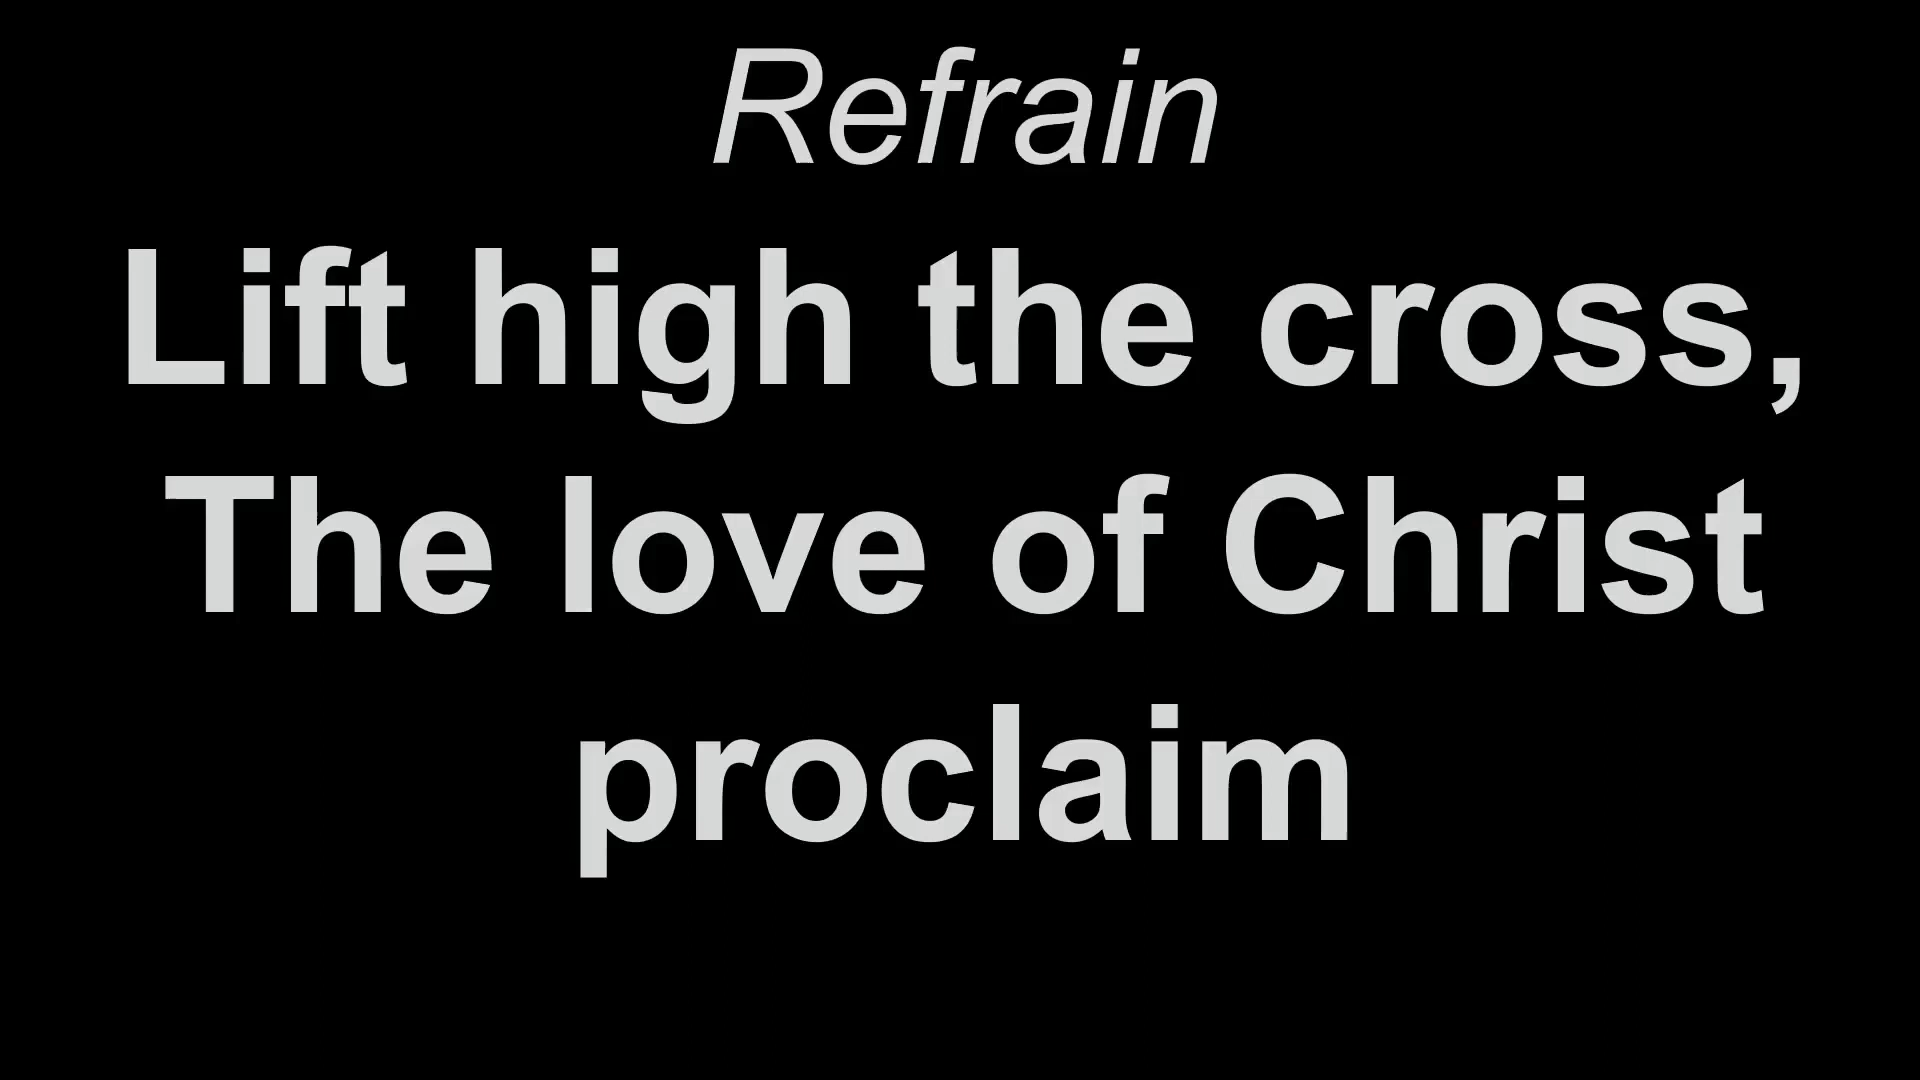 Refrain
Lift high the cross,
The love of Christ
proclaim